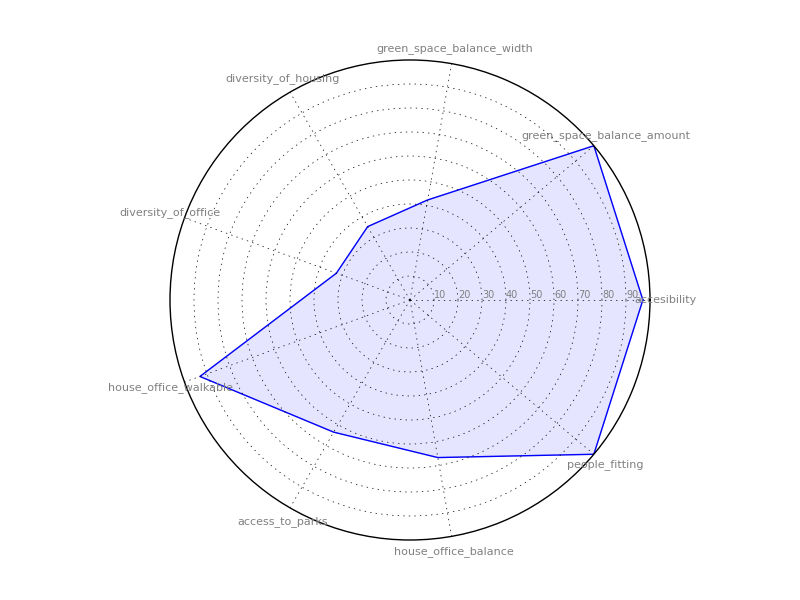 green_space_balance_width
diversity_of_housing
green_space_balance_amount
diversity_of_office
10 20 30 40 50 60 70 80 90
accesibility
house_office_walkable
people_fitting
access_to_parks
house_office_balance